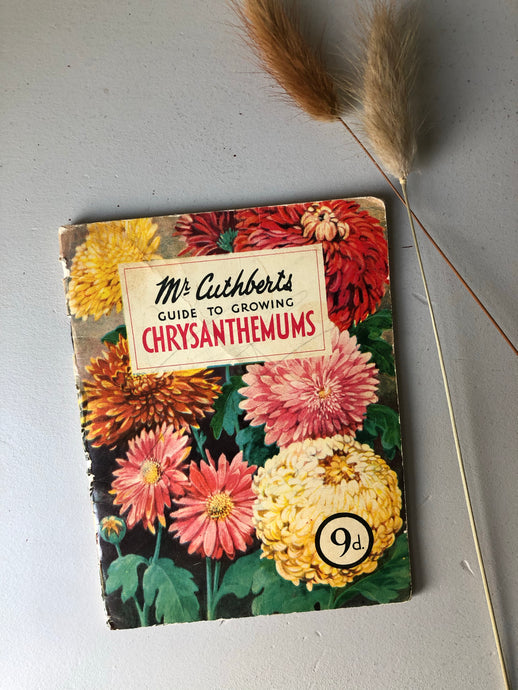 Mr Cuthbert's
GUIDE TO GROWING
CHRYSANTHEMUMS
9d.